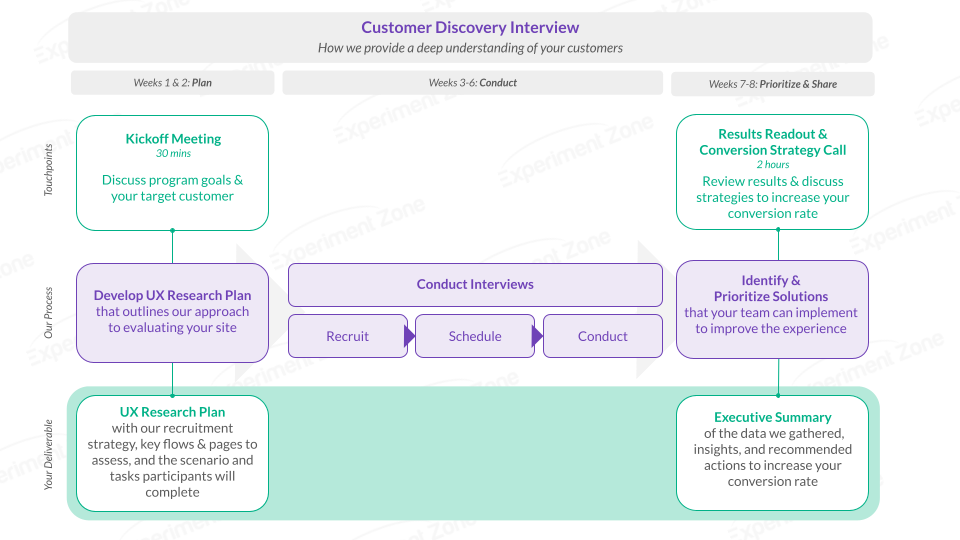 Customer Discovery Interview
How we provide a deep understanding of your customers
Weeks 1 & 2: Plan
Weeks 3-6: Conduct
Weeks 7-8: Prioritize & Share
Touchpoints
Kickoff Meeting
30 mins
Discuss program goals &
your target customer
Results Readout &
Conversion Strategy Call
2 hours
Review results & discuss
strategies to increase your
conversion rate
Our Process
Develop UX Research Plan
that outlines our approach
to evaluating your site
Conduct Interviews
Recruit
Schedule
Conduct
Identify &
Prioritize Solutions
that your team can implement
to improve the experience
Your Deliverable
UX Research Plan
with our recruitment
strategy, key flows & pages to
assess, and the scenario and
tasks participants will
complete
Executive Summary
of the data we gathered,
insights, and recommended
actions to increase your
conversion rate
Experiment Zone
Experiment Zone
Experiment Zone
Experiment Zone